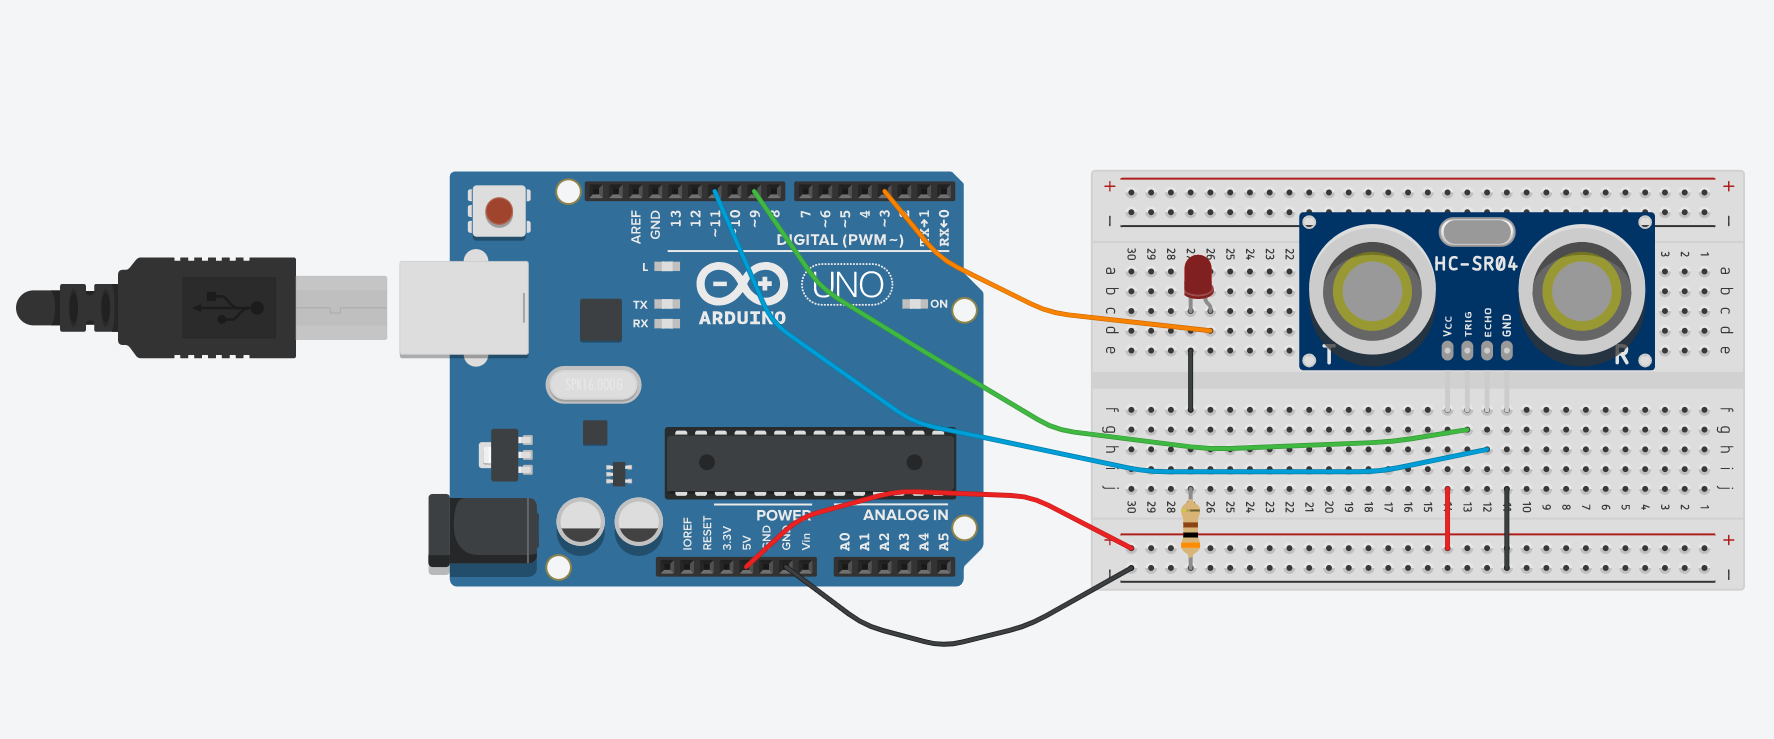 AREF
GND
13
12
~11
10
~9
8
7
~6
~5
4
~3
2
TX→1
RX←0
DIGITAL (PWM~)
L
TX
RX
ARDUINO
UNO
ON
SPK16.000G
POWER
ANALOG IN
IOREF
RESET
3.3V
5V
GND
GND
Vin
A0
A1
A2
A3
A4
A5
+ +
− −
30 29 28 27 26 25 24 23 22 3 2 1
a a
b b
c c
d d
e e
HC-SR04
VCC
TRIG
ECHO
GND
T R
f f
g g
h h
i i
j j
30 29 28 26 25 24 23 22 21 20 19 18 17 16 15 14 13 12 11 10 9 8 7 6 5 4 3 2 1
+ +
− −